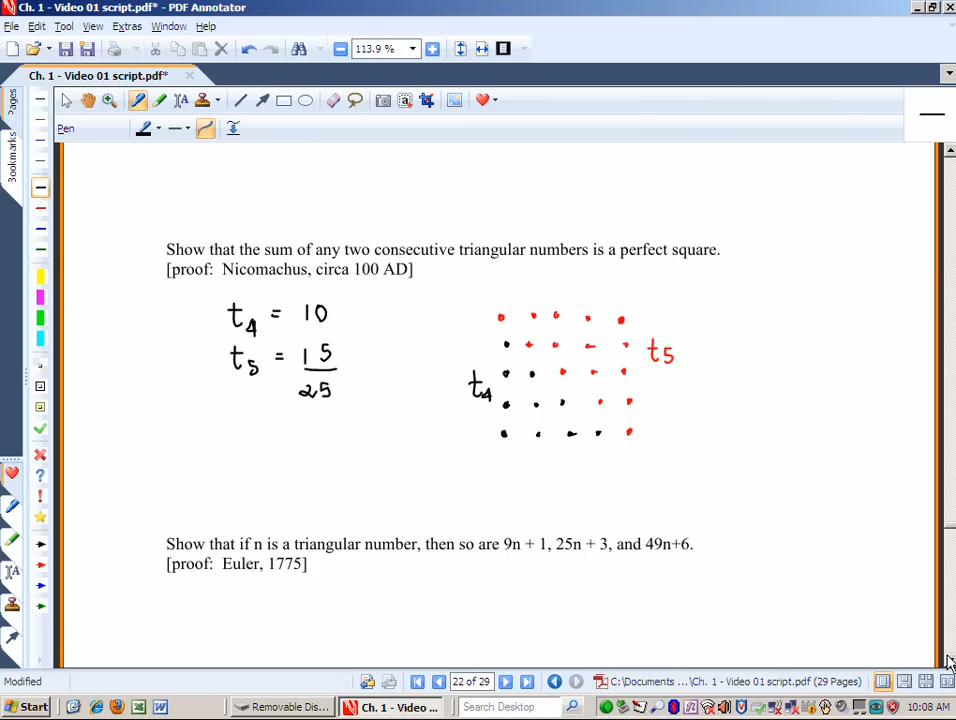 Ch. 1 - Video 01 script.pdf* - PDF Annotator
File Edit Tool View Extras Window Help
113.9 %
Ch. 1 - Video 01 script.pdf*
Pen
Pages
Bookmarks
Show that the sum of any two consecutive triangular numbers is a perfect square.
[proof: Nicomachus, circa 100 AD]
t4 = 10
t5 = 15
25
t5
t4
Show that if n is a triangular number, then so are 9n + 1, 25n + 3, and 49n+6.
[proof: Euler, 1775]
Modified
22 of 29
C:\Documents ...\Ch. 1 - Video 01 script.pdf (29 Pages)
Start
Removable Dis...
Ch. 1 - Video ...
Search Desktop
10:08 AM